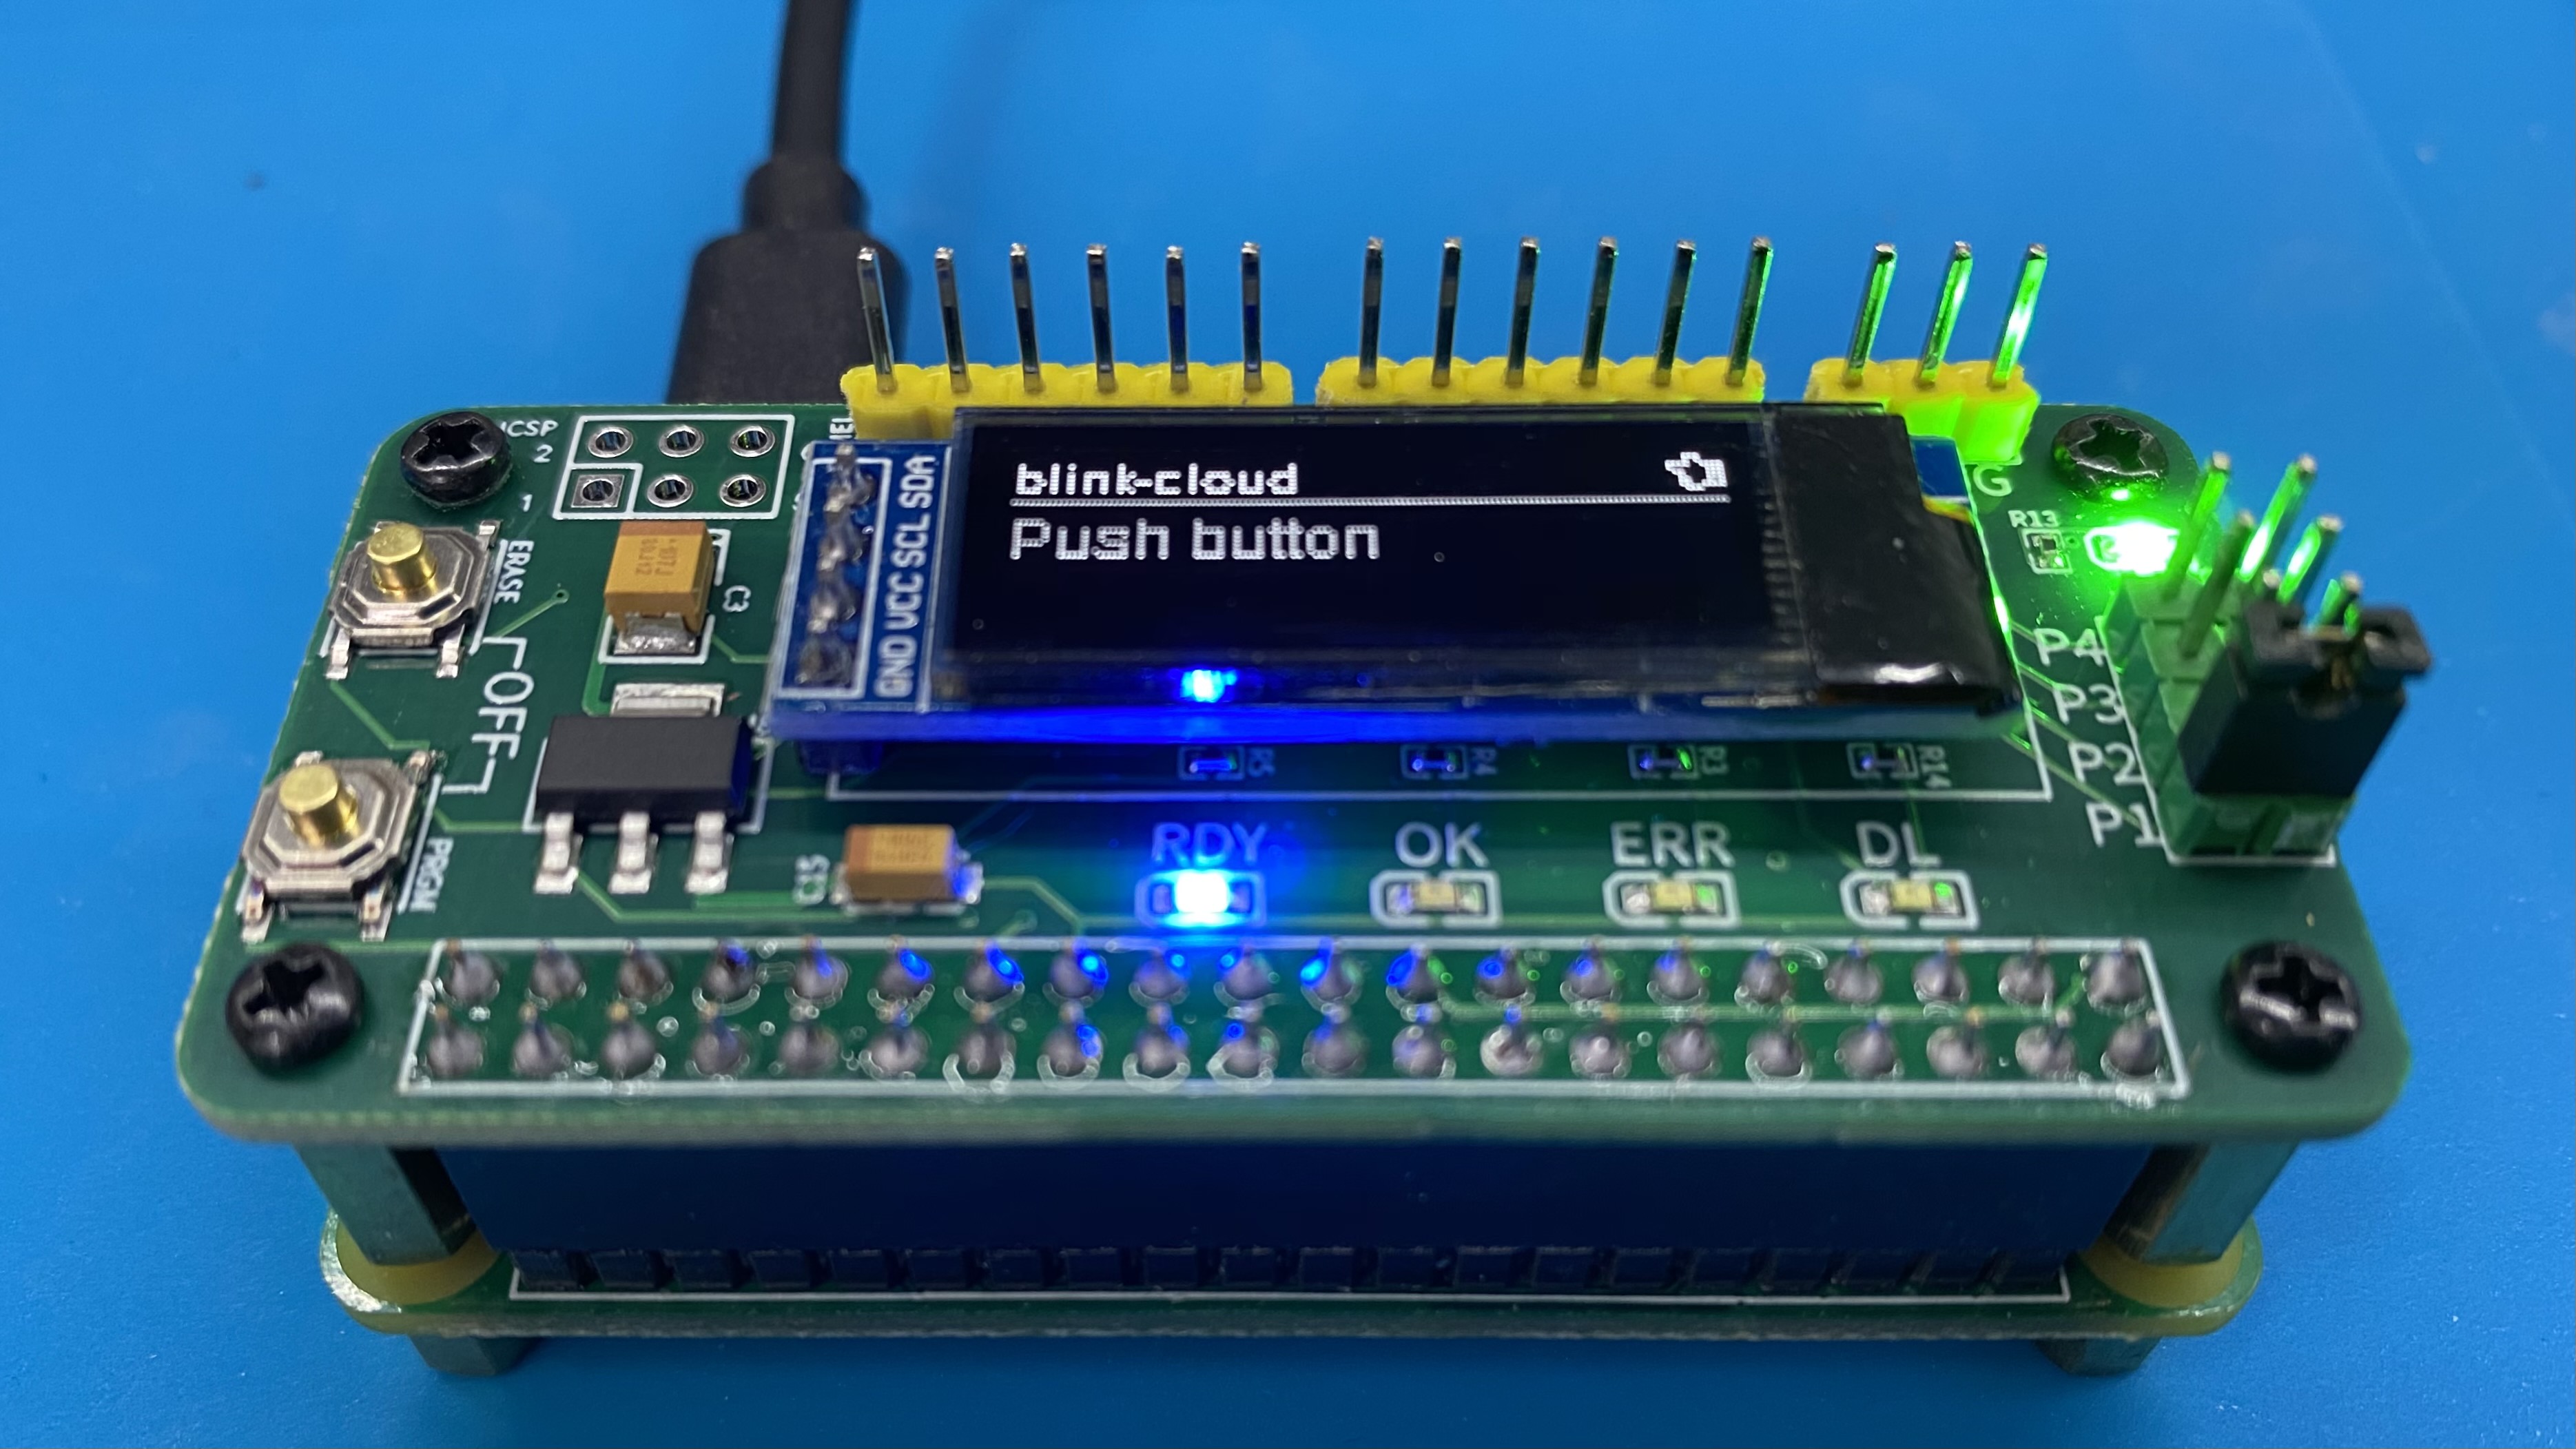 blink-cloud
Push button
ICSP
2
1
GND VCC SCL SDA
G
R13
ERASE
C3
OFF
PRGM
P4
P3
P2
P1
R5
R4
R3
R14
RDY
OK
ERR
DL